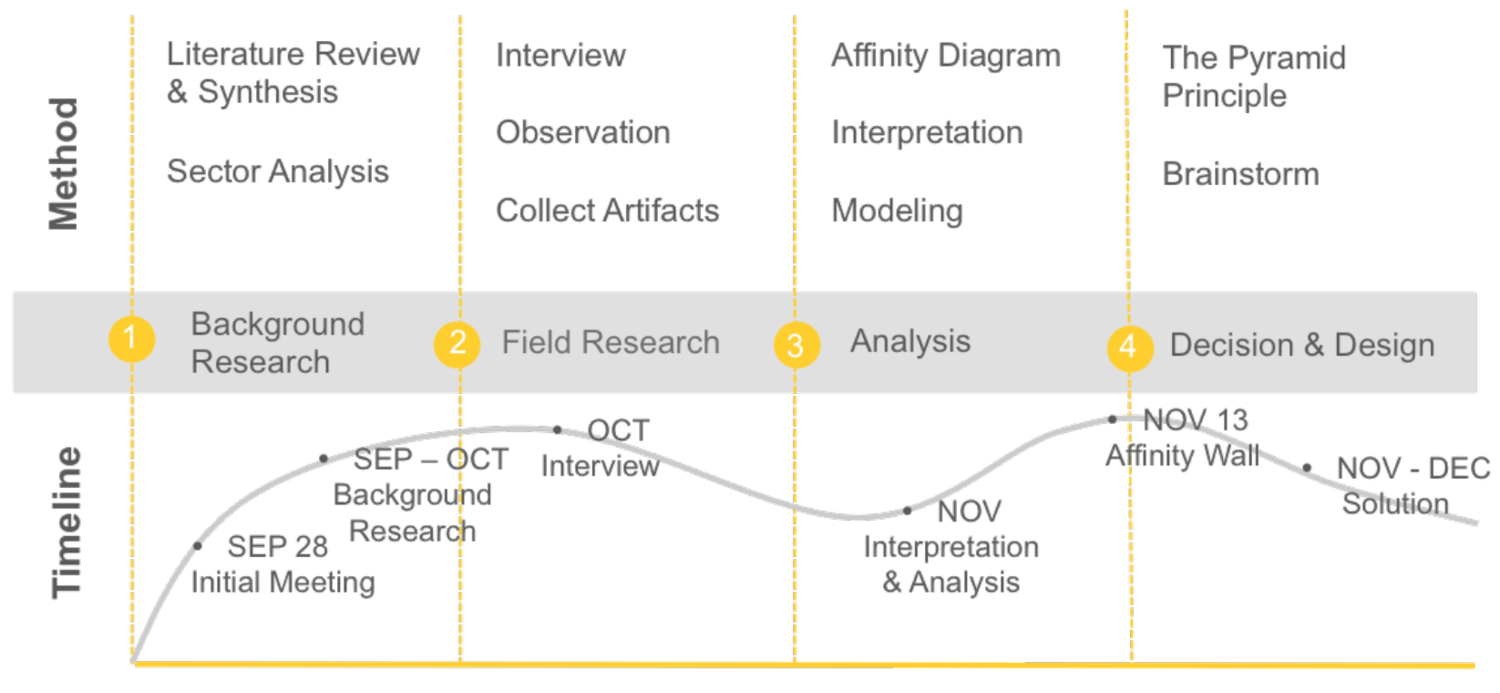 Method
Literature Review
& Synthesis
Sector Analysis
Interview
Observation
Collect Artifacts
Affinity Diagram
Interpretation
Modeling
The Pyramid
Principle
Brainstorm
1
Background
Research
2
Field Research
3
Analysis
4
Decision & Design
Timeline
SEP 28
Initial Meeting
SEP – OCT
Background
Research
OCT
Interview
NOV
Interpretation
& Analysis
NOV 13
Affinity Wall
NOV - DEC
Solution